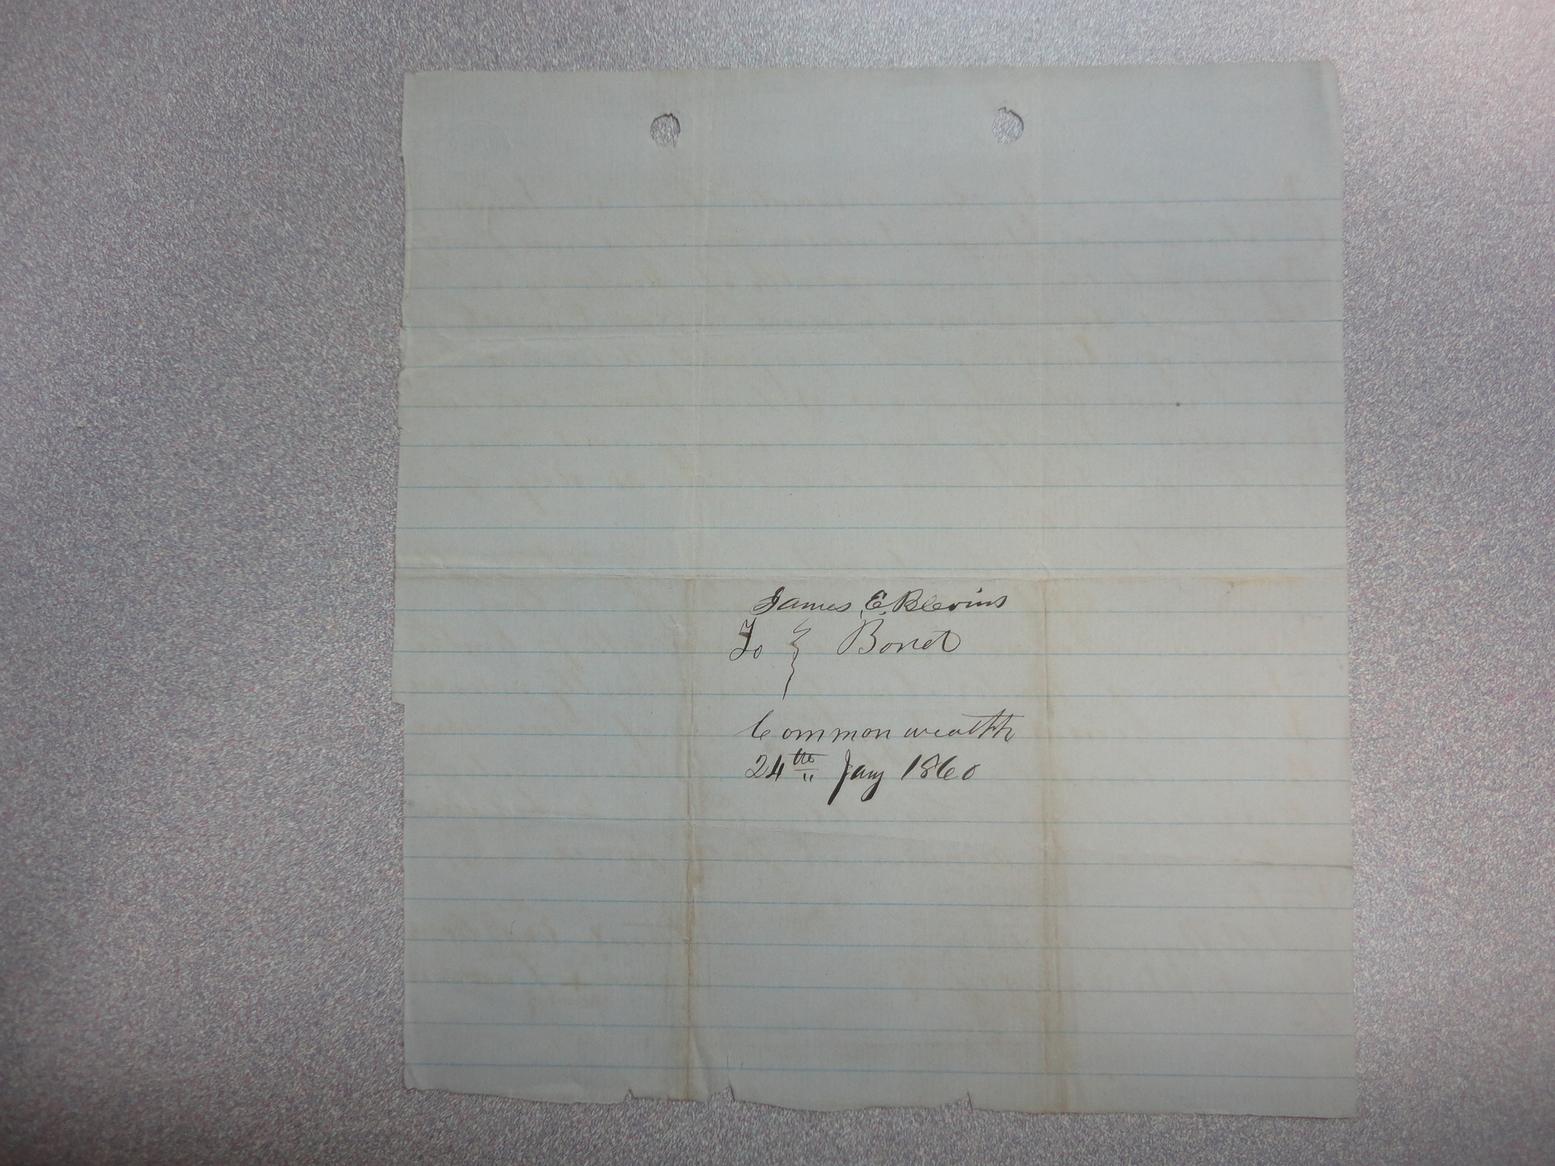 James E. Blevins
To } Bond
Commonwealth
24th Jany 1860